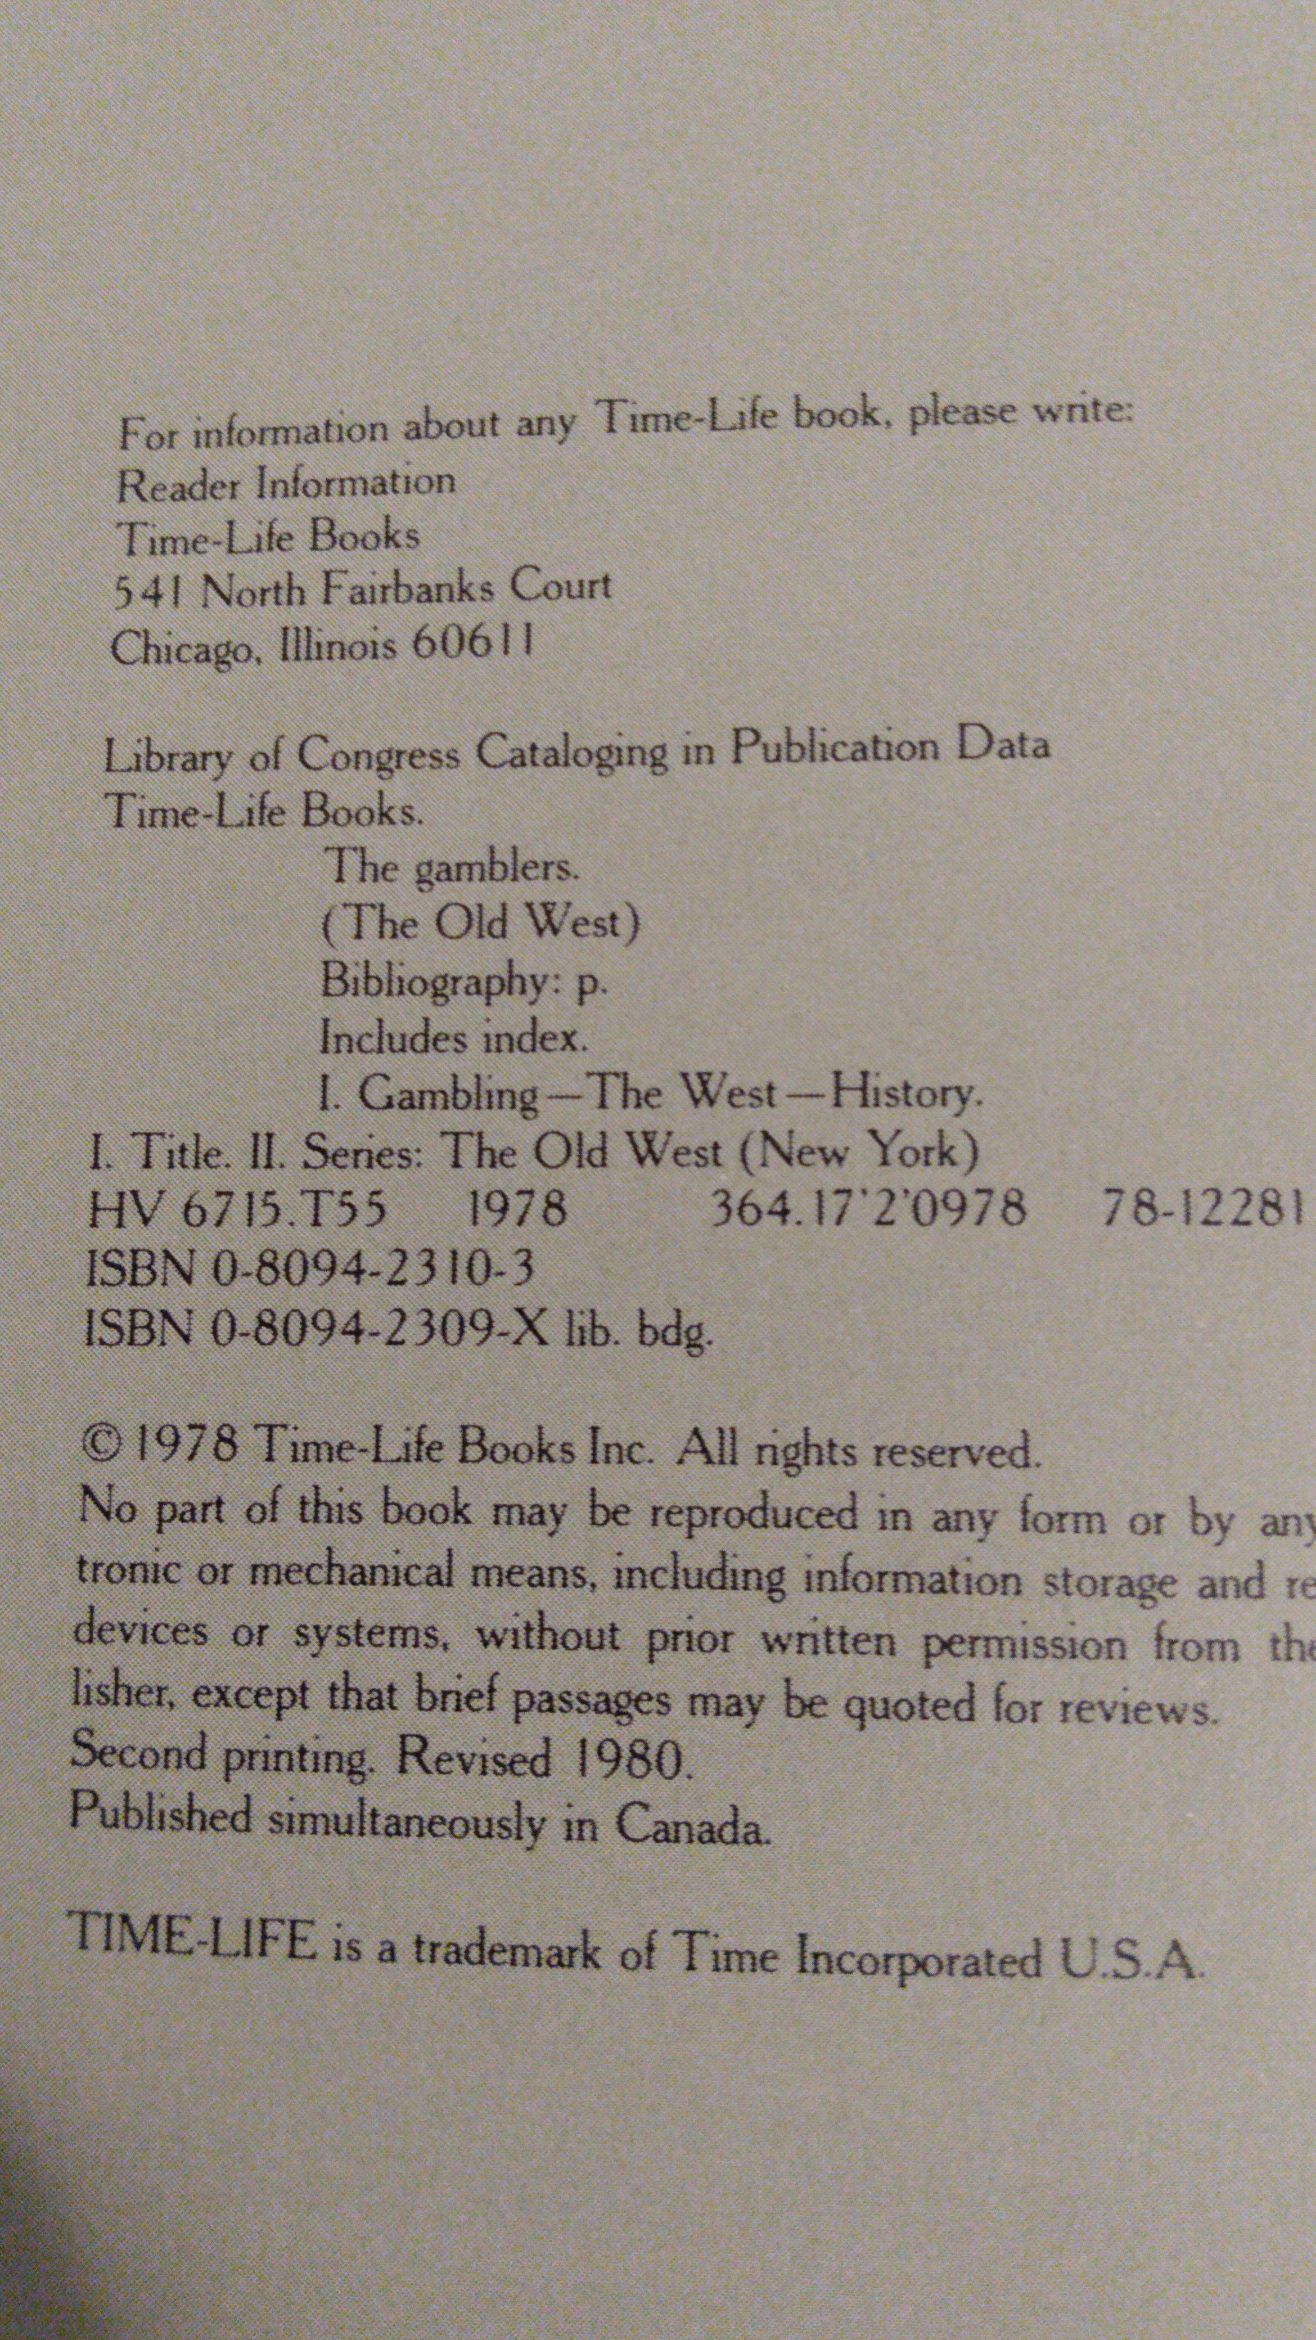 For information about any Time-Life book, please write:
Reader Information
Time-Life Books
541 North Fairbanks Court
Chicago, Illinois 60611
Library of Congress Cataloging in Publication Data
Time-Life Books.
The gamblers.
(The Old West)
Bibliography: p.
Includes index.
1. Gambling—The West—History.
I. Title. II. Series: The Old West (New York)
HV 6715.T55 1978 364.17'2'0978 78-12281
ISBN 0-8094-2310-3
ISBN 0-8094-2309-X lib. bdg.
©1978 Time-Life Books Inc. All rights reserved.
No part of this book may be reproduced in any form or by any
tronic or mechanical means, including information storage and re
devices or systems, without prior written permission from the
lisher, except that brief passages may be quoted for reviews.
Second printing. Revised 1980.
Published simultaneously in Canada.
TIME-LIFE is a trademark of Time Incorporated U.S.A.